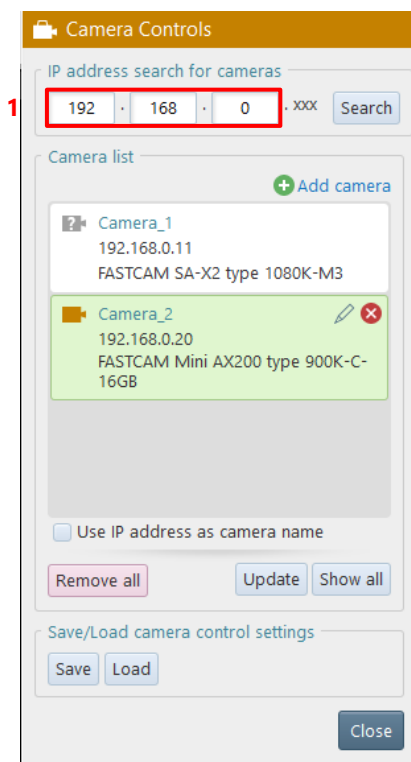 Camera Controls
IP address search for cameras
1
192 . 168 . 0 . xxx Search
Camera list
Add camera
?
Camera_1
192.168.0.11
FASTCAM SA-X2 type 1080K-M3
Camera_2
192.168.0.20
FASTCAM Mini AX200 type 900K-C-
16GB
Use IP address as camera name
Remove all Update Show all
Save/Load camera control settings
Save Load
Close